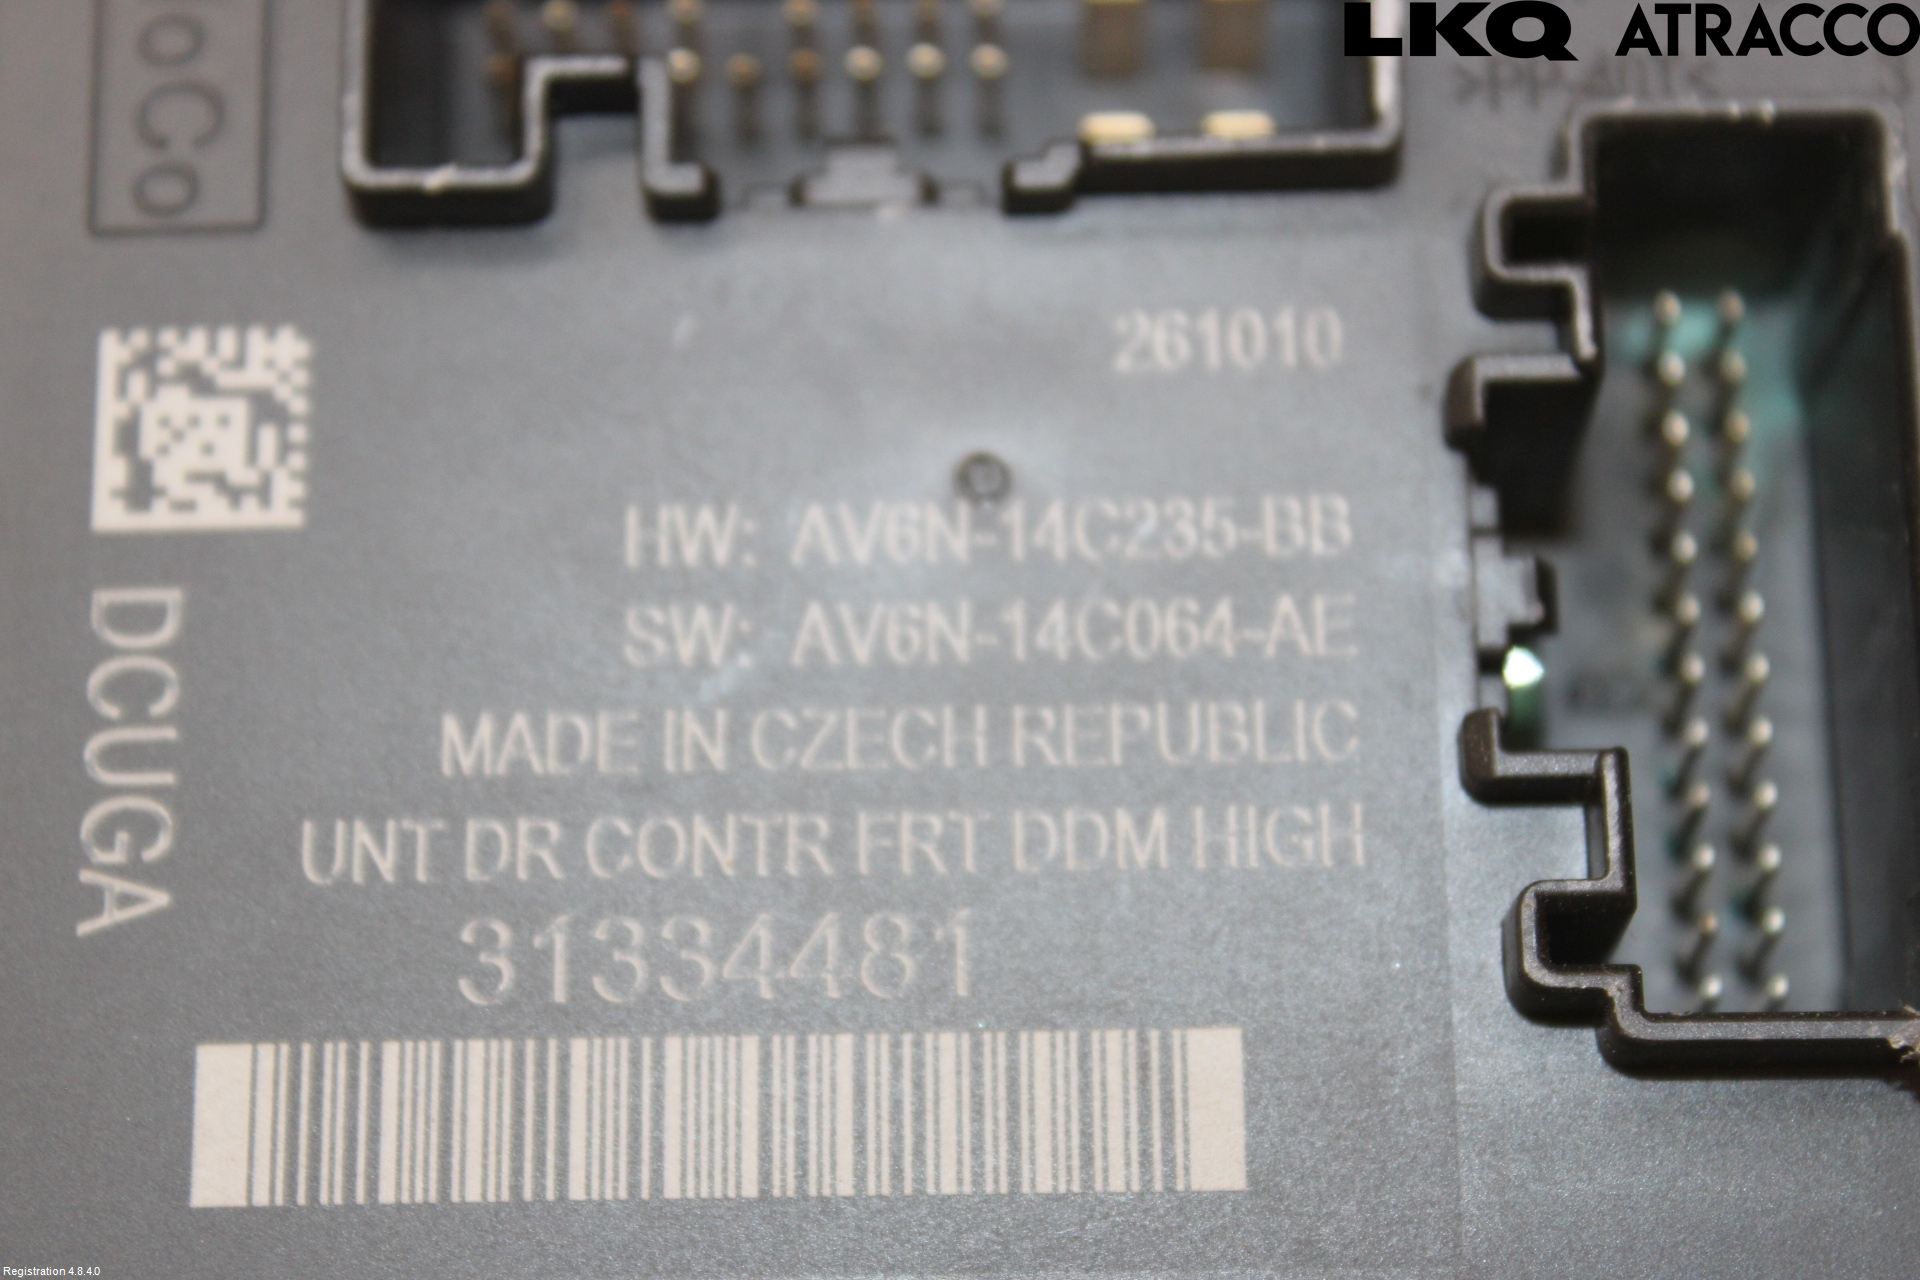 LKQ ATRACCO
oCo
261010
HW: AV6N-14C235-BB
SW: AV6N-14C064-AE
MADE IN CZECH REPUBLIC
UNT DR CONTR FRT DDM HIGH
31334481
DCUGA
Registration 4.8.4.0